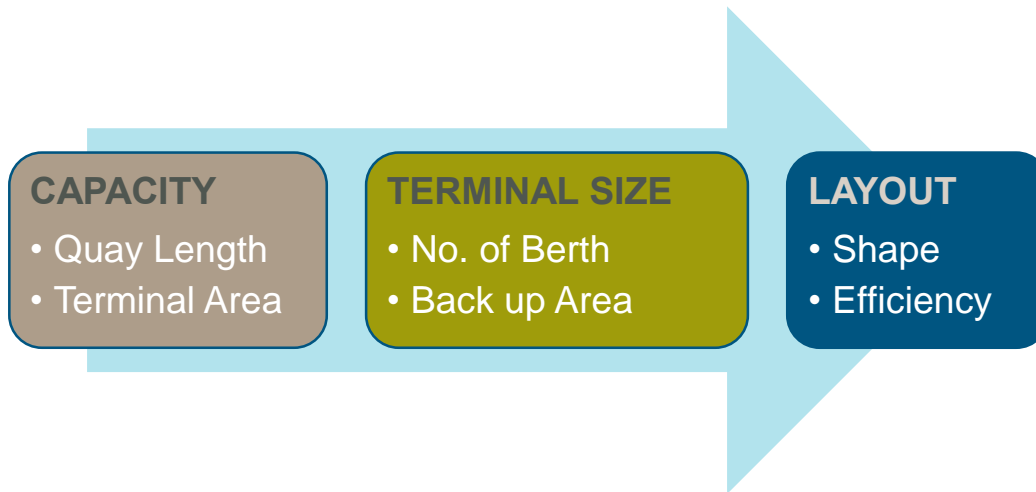 CAPACITY
• Quay Length
• Terminal Area
TERMINAL SIZE
• No. of Berth
• Back up Area
LAYOUT
• Shape
• Efficiency